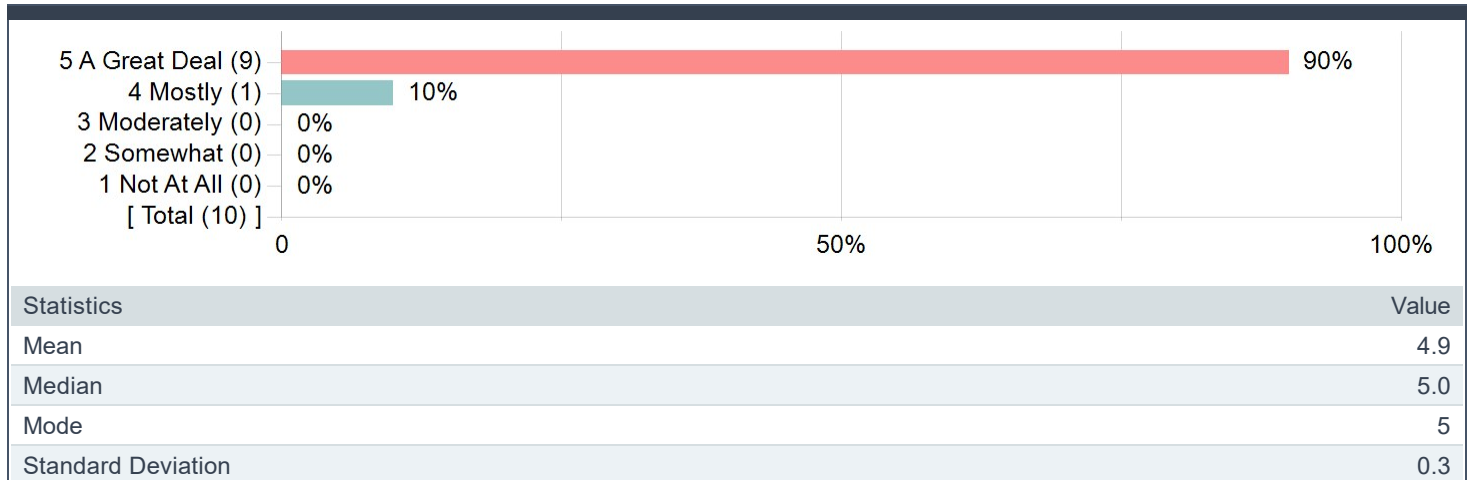 5 A Great Deal (9) 90%
4 Mostly (1) 10%
3 Moderately (0) 0%
2 Somewhat (0) 0%
1 Not At All (0) 0%
[ Total (10) ]
0 50% 100%
Statistics Value
Mean 4.9
Median 5.0
Mode 5
Standard Deviation 0.3